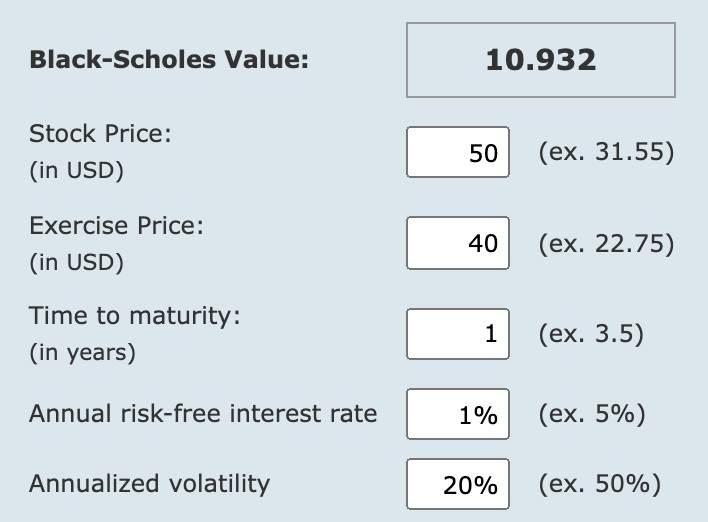 Black-Scholes Value: 10.932
Stock Price:
(in USD)
50 (ex. 31.55)
Exercise Price:
(in USD)
40 (ex. 22.75)
Time to maturity:
(in years)
1 (ex. 3.5)
Annual risk-free interest rate 1% (ex. 5%)
Annualized volatility 20% (ex. 50%)